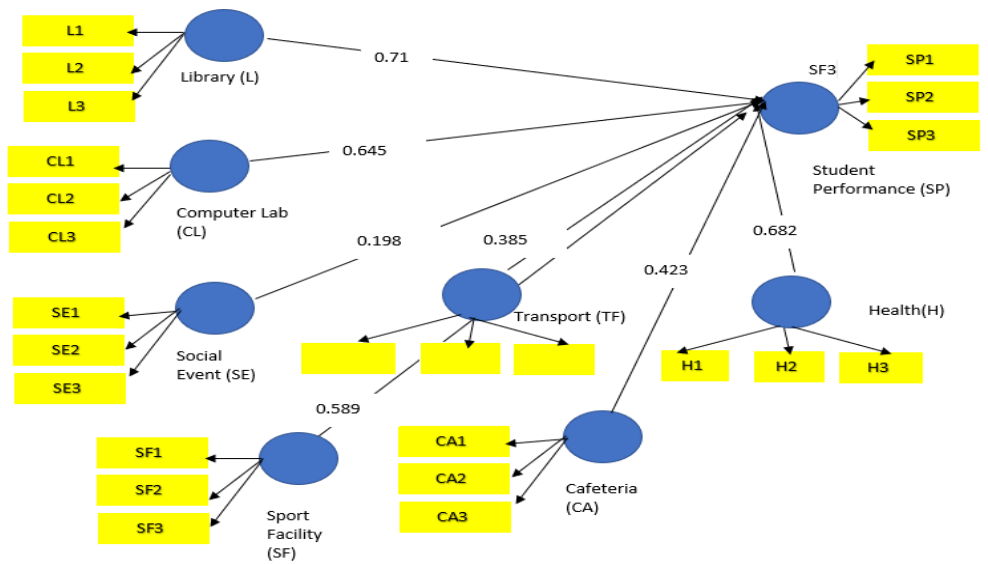 L1
L2
L3
Library (L)
0.71
SF3
SP1
SP2
SP3
Student
Performance (SP)
CL1
CL2
CL3
Computer Lab
(CL)
0.645
0.198
0.385
0.423
0.682
SE1
SE2
SE3
Social
Event (SE)
Transport (TF)
Health(H)
H1
H2
H3
0.589
SF1
SF2
SF3
Sport
Facility
(SF)
CA1
CA2
CA3
Cafeteria
(CA)